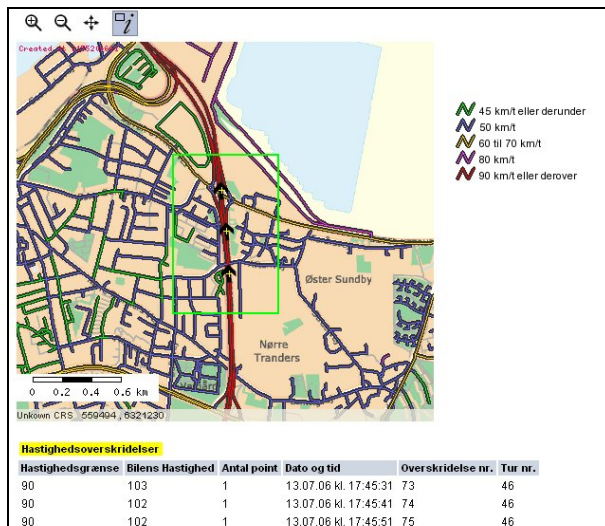 Created at
45 km/t eller derunder
50 km/t
60 til 70 km/t
80 km/t
90 km/t eller derover
Øster Sundby
Nørre
Tranders
0 0.2 0.4 0.6 km
Unkown CRS 559494 , 6321230
Hastighedsoverskridelser
Hastighedsgrænse Bilens Hastighed Antal point Dato og tid Overskridelse nr. Tur nr.
90 103 1 13.07.06 kl. 17:45:31 73 46
90 102 1 13.07.06 kl. 17:45:41 74 46
90 102 1 13.07.06 kl. 17:45:51 75 46